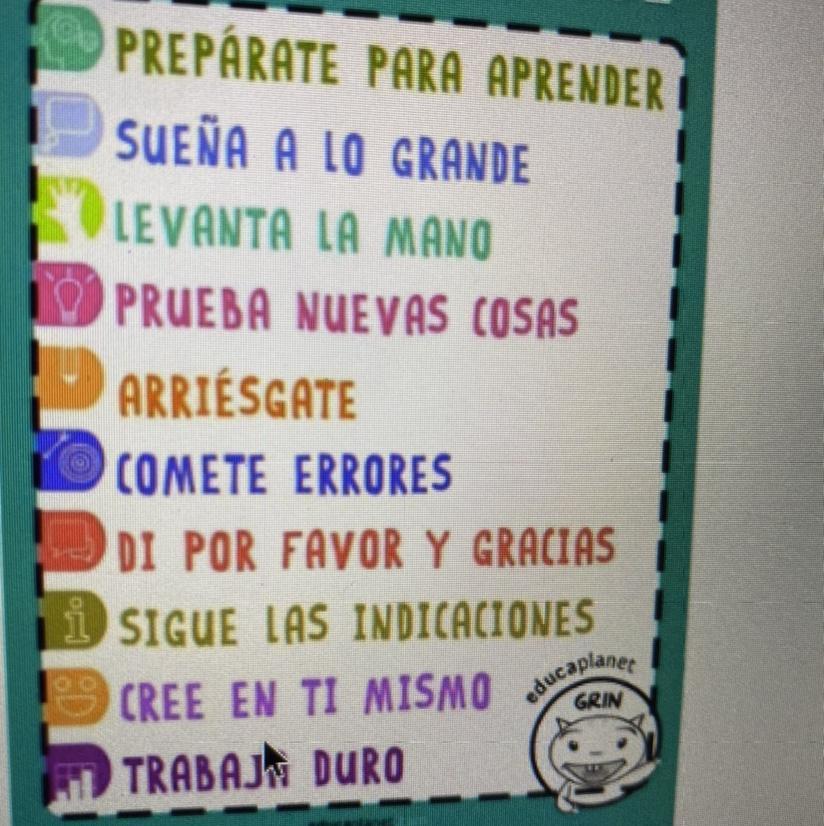 PREPÁRATE PARA APRENDER
SUEÑA A LO GRANDE
LEVANTA LA MANO
PRUEBA NUEVAS COSAS
ARRIÉSGATE
COMETE ERRORES
DI POR FAVOR Y GRACIAS
SIGUE LAS INDICACIONES
CREE EN TI MISMO
TRABAJA DURO
educaplanet
GRIN